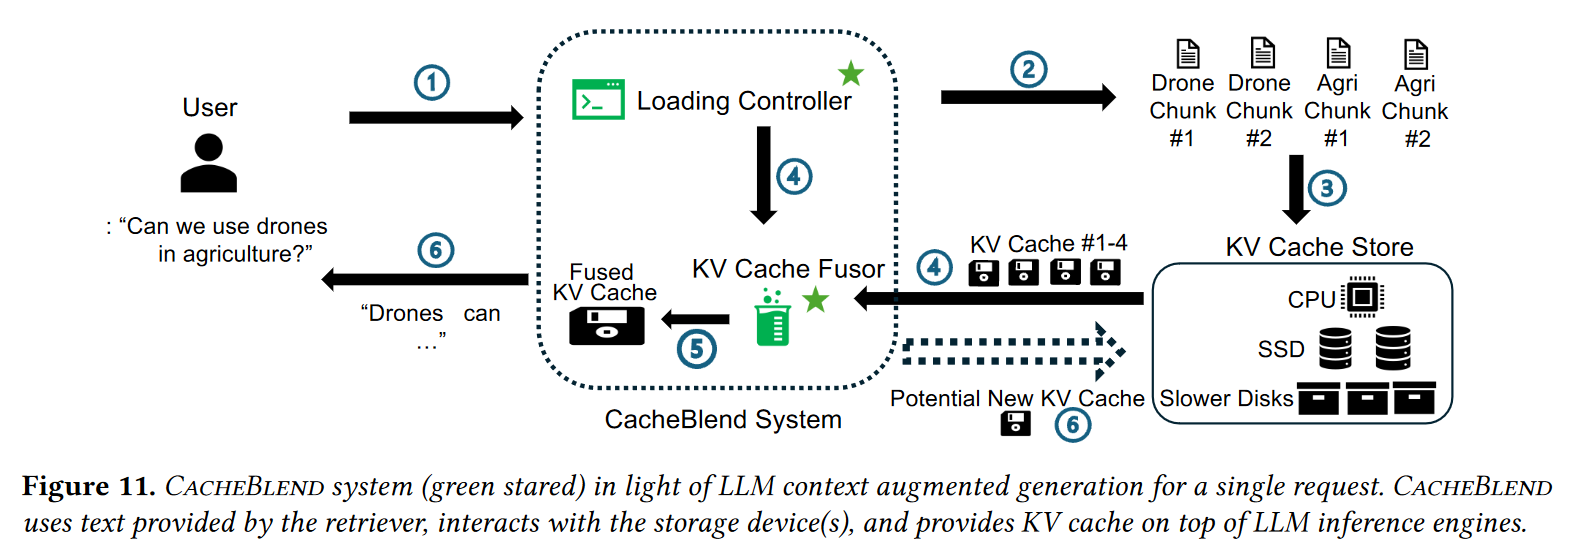 User
: “Can we use drones
in agriculture?”
1
6
“Drones can
...”
Loading Controller
4
KV Cache Fusor
Fused
KV Cache
5
CacheBlend System
2
Drone
Chunk
#1
Drone
Chunk
#2
Agri
Chunk
#1
Agri
Chunk
#2
3
KV Cache Store
KV Cache #1-4
4
CPU
SSD
Slower Disks
Potential New KV Cache
6
Figure 11. CACHEBLEND system (green stared) in light of LLM context augmented generation for a single request. CACHEBLEND
uses text provided by the retriever, interacts with the storage device(s), and provides KV cache on top of LLM inference engines.